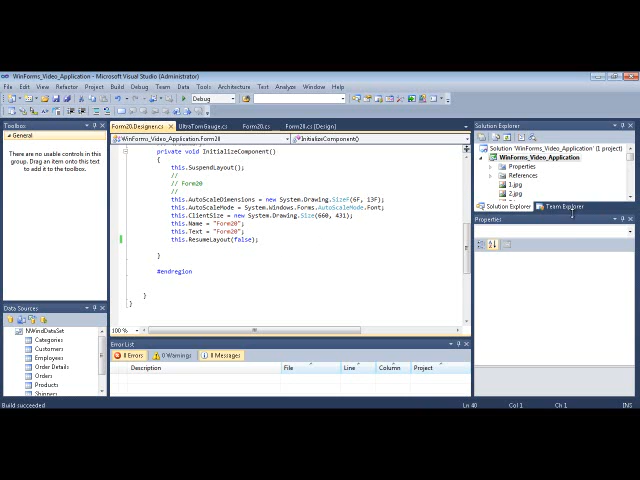 WinForms_Video_Application - Microsoft Visual Studio (Administrator)
File Edit View Refactor Project Build Debug Team Data Tools Architecture Test Analyze Window Help
Debug
Toolbox
General
There are no usable controls in this group. Drag an item onto this text to add it to the toolbox.
Form20.Designer.cs
UltraTomGauge.cs
Form20.cs
Form20.cs [Design]
WinForms_Video_Application.Form20
InitializeComponent()
private void InitializeComponent()
{
this.SuspendLayout();
//
// Form20
//
this.AutoScaleDimensions = new System.Drawing.SizeF(6F, 13F);
this.AutoScaleMode = System.Windows.Forms.AutoScaleMode.Font;
this.ClientSize = new System.Drawing.Size(660, 431);
this.Name = "Form20";
this.Text = "Form20";
this.ResumeLayout(false);
}
#endregion
}
}
100 %
Solution Explorer
Solution 'WinForms_Video_Application' (1 project)
WinForms_Video_Application
Properties
References
1.jpg
2.jpg
Solution Explorer
Team Explorer
Properties
Data Sources
NWindDataSet
Categories
Customers
Employees
Order Details
Orders
Products
Shippers
Error List
0 Errors
0 Warnings
0 Messages
Description File Line Column Project
Build succeeded
Ln 40
Col 1
Ch 1
INS